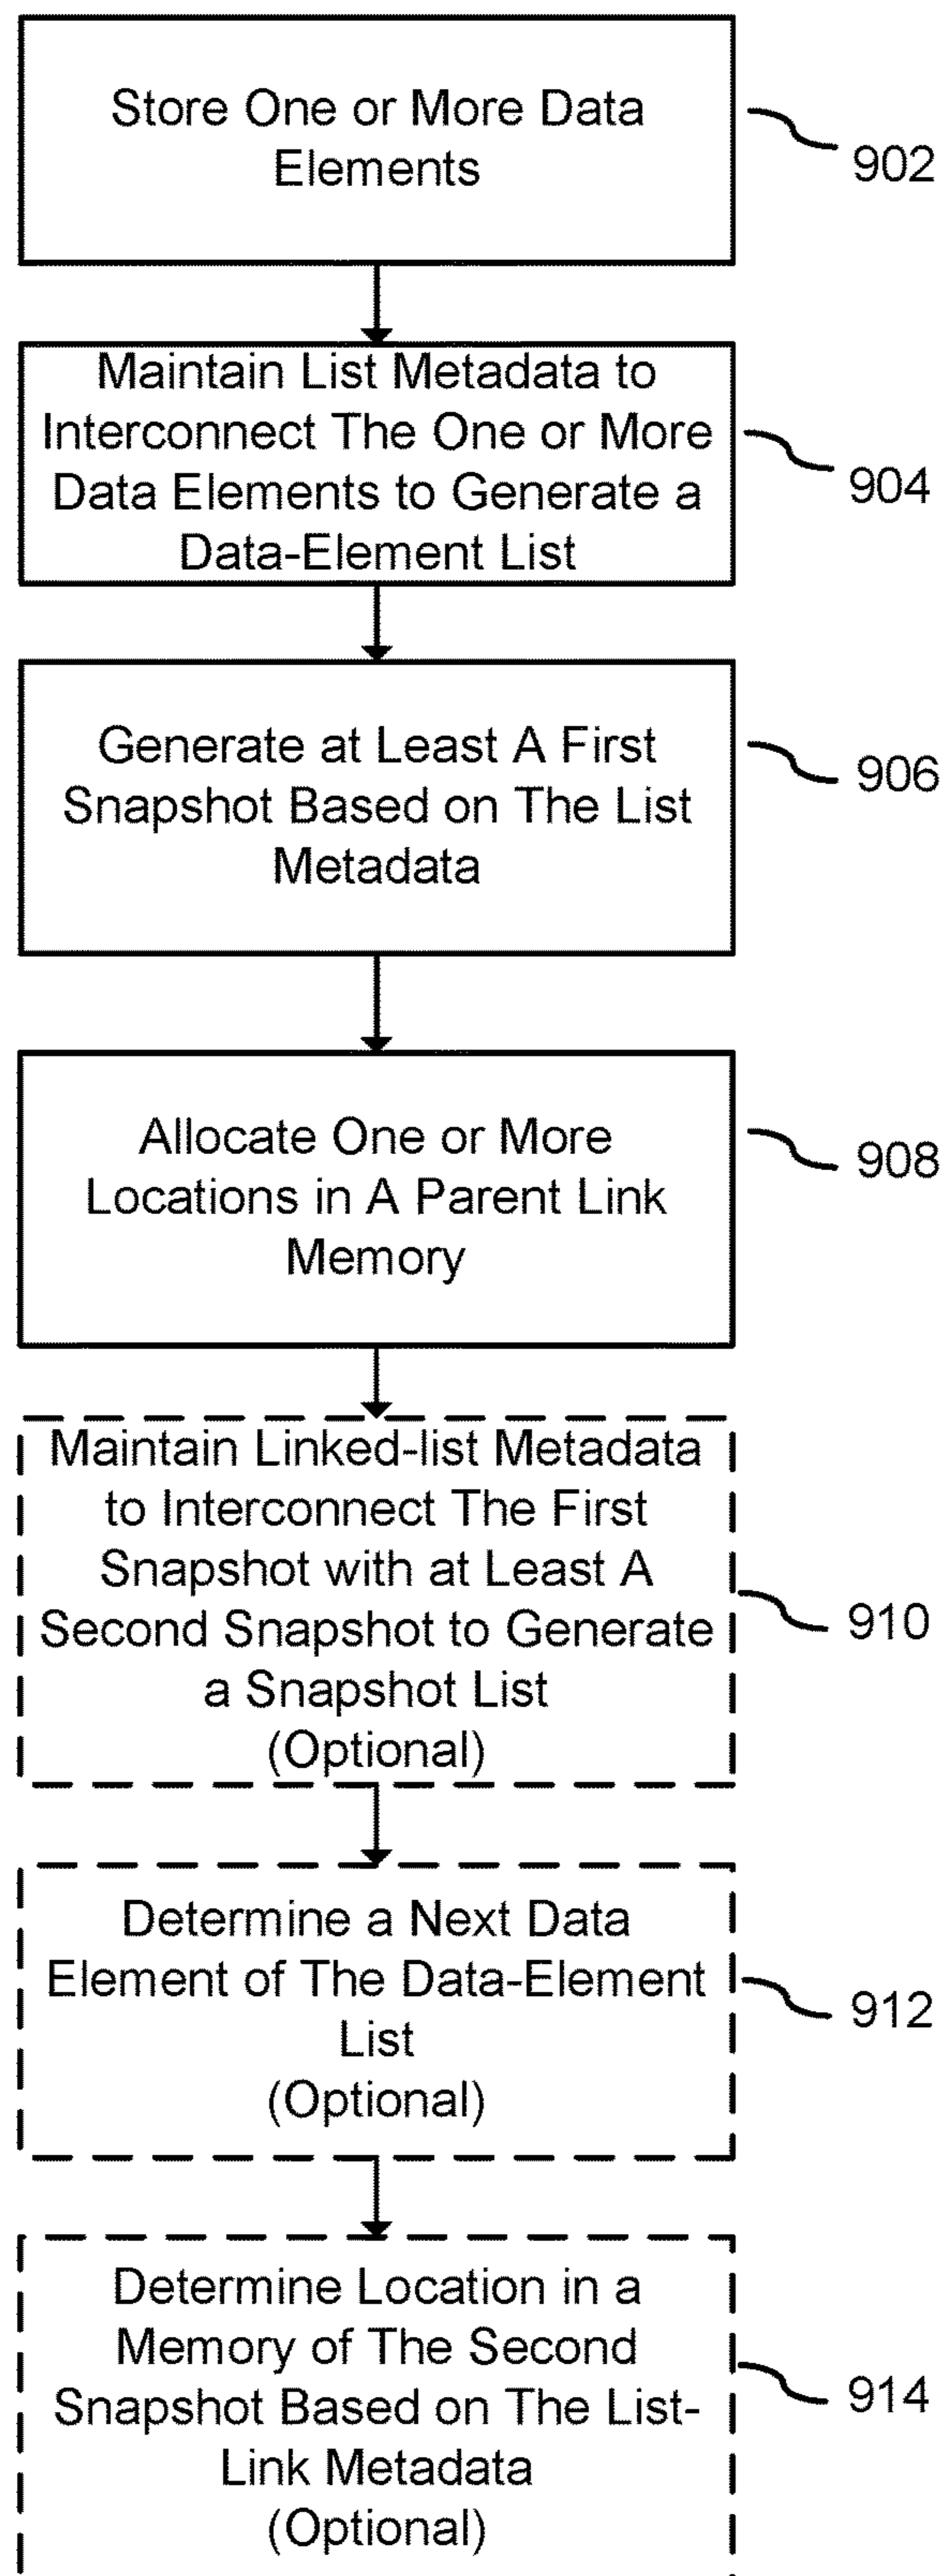 Store One or More Data
Elements
902
Maintain List Metadata to
Interconnect The One or More
Data Elements to Generate a
Data-Element List
904
Generate at Least A First
Snapshot Based on The List
Metadata
906
Allocate One or More
Locations in A Parent Link
Memory
908
Maintain Linked-list Metadata
to Interconnect The First
Snapshot with at Least A
Second Snapshot to Generate
a Snapshot List
(Optional)
910
Determine a Next Data
Element of The Data-Element
List
(Optional)
912
Determine Location in a
Memory of The Second
Snapshot Based on The List-
Link Metadata
(Optional)
914